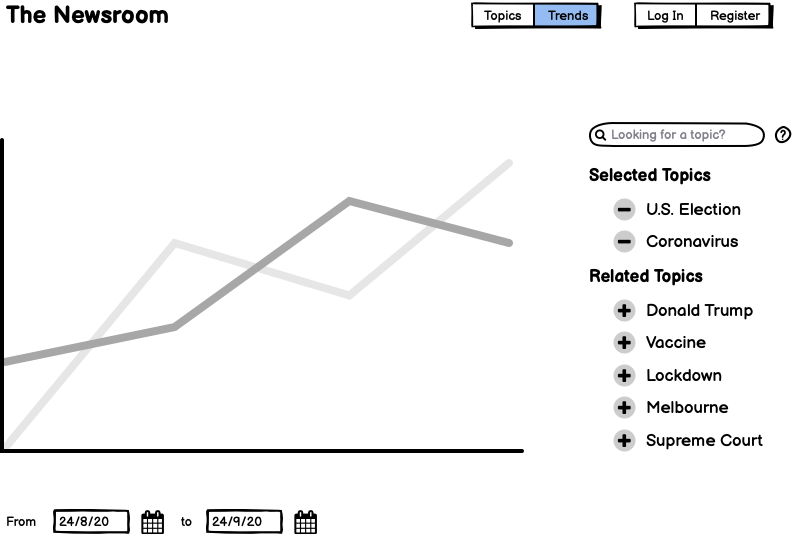 The Newsroom
Topics
Trends
Log In
Register
Looking for a topic?
?
Selected Topics
U.S. Election
Coronavirus
Related Topics
Donald Trump
Vaccine
Lockdown
Melbourne
Supreme Court
From 24/8/20 to 24/9/20